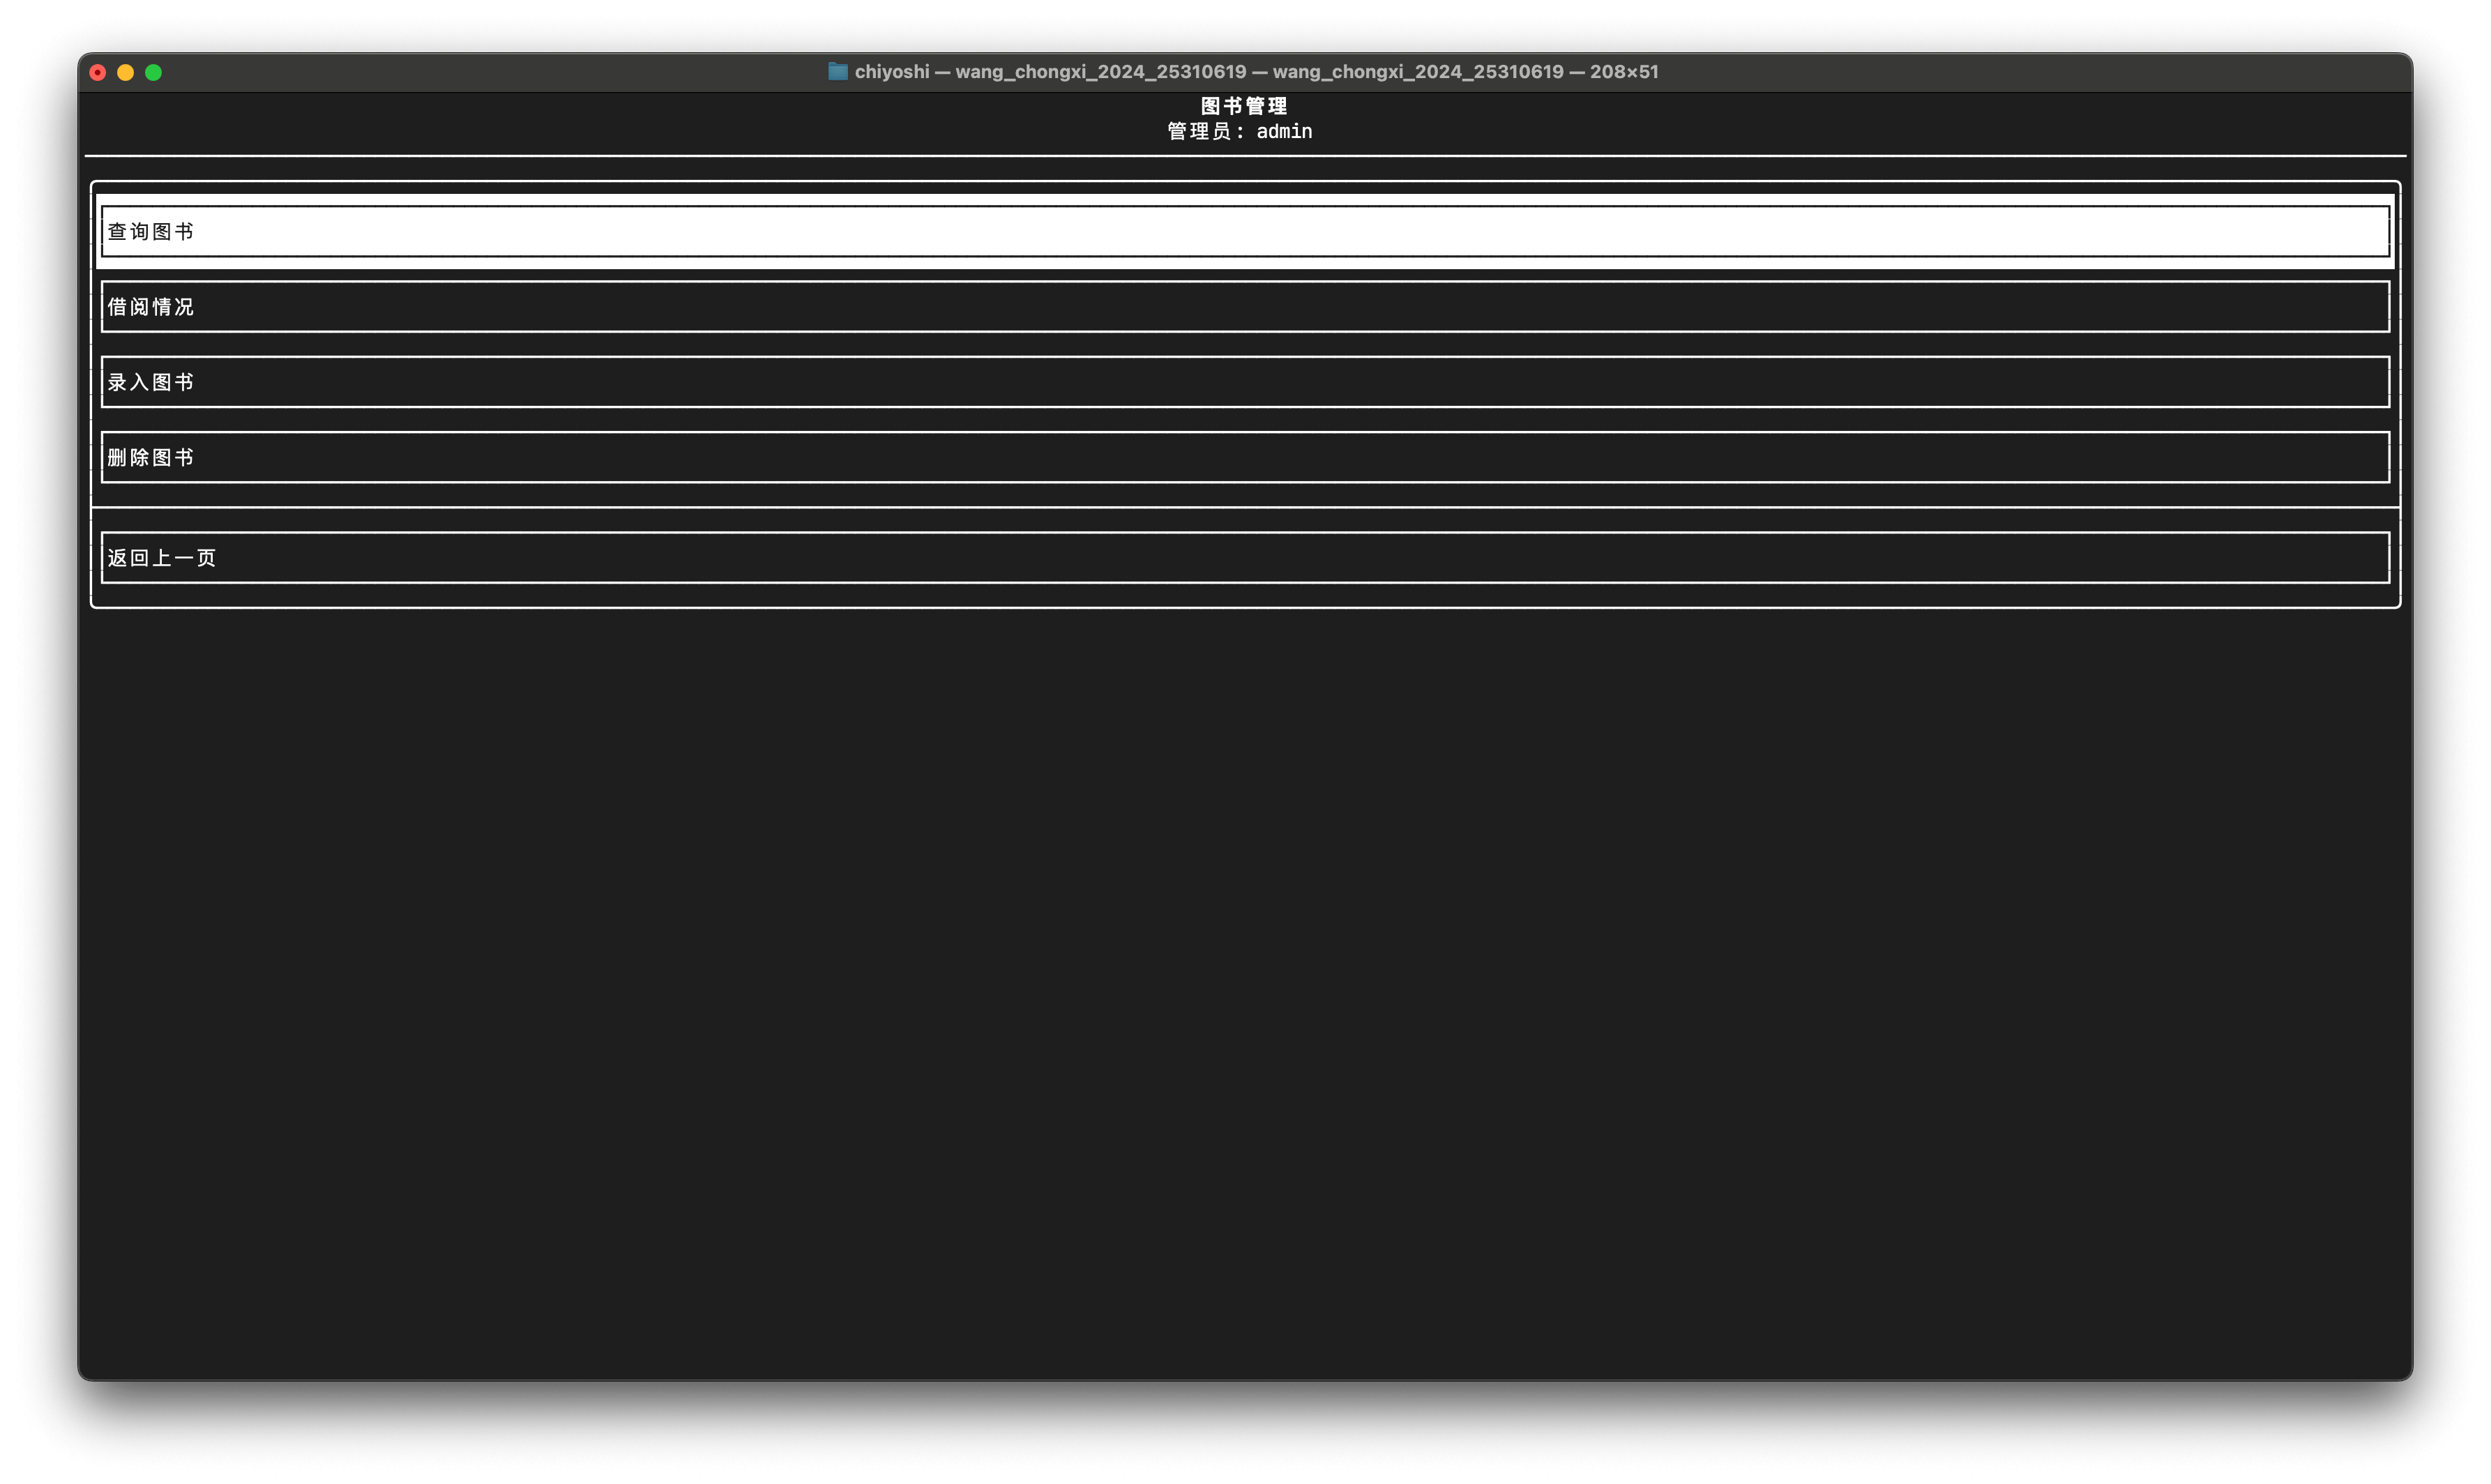 chiyoshi — wang_chongxi_2024_25310619 — wang_chongxi_2024_25310619 — 208×51
图书管理
管理员：admin
查询图书
借阅情况
录入图书
删除图书
返回上一页